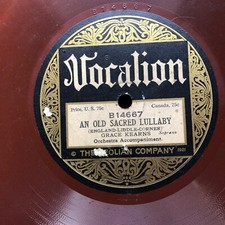 Vocalion
Price, U. S. 75c
Canada, 75c
B 14667
AN OLD SACRED LULLABY
(ENGLAND-LIDDLE-CORNER)
GRACE KEARNS Soprano
Orchestra Accompaniment
© THE AEOLIAN COMPANY